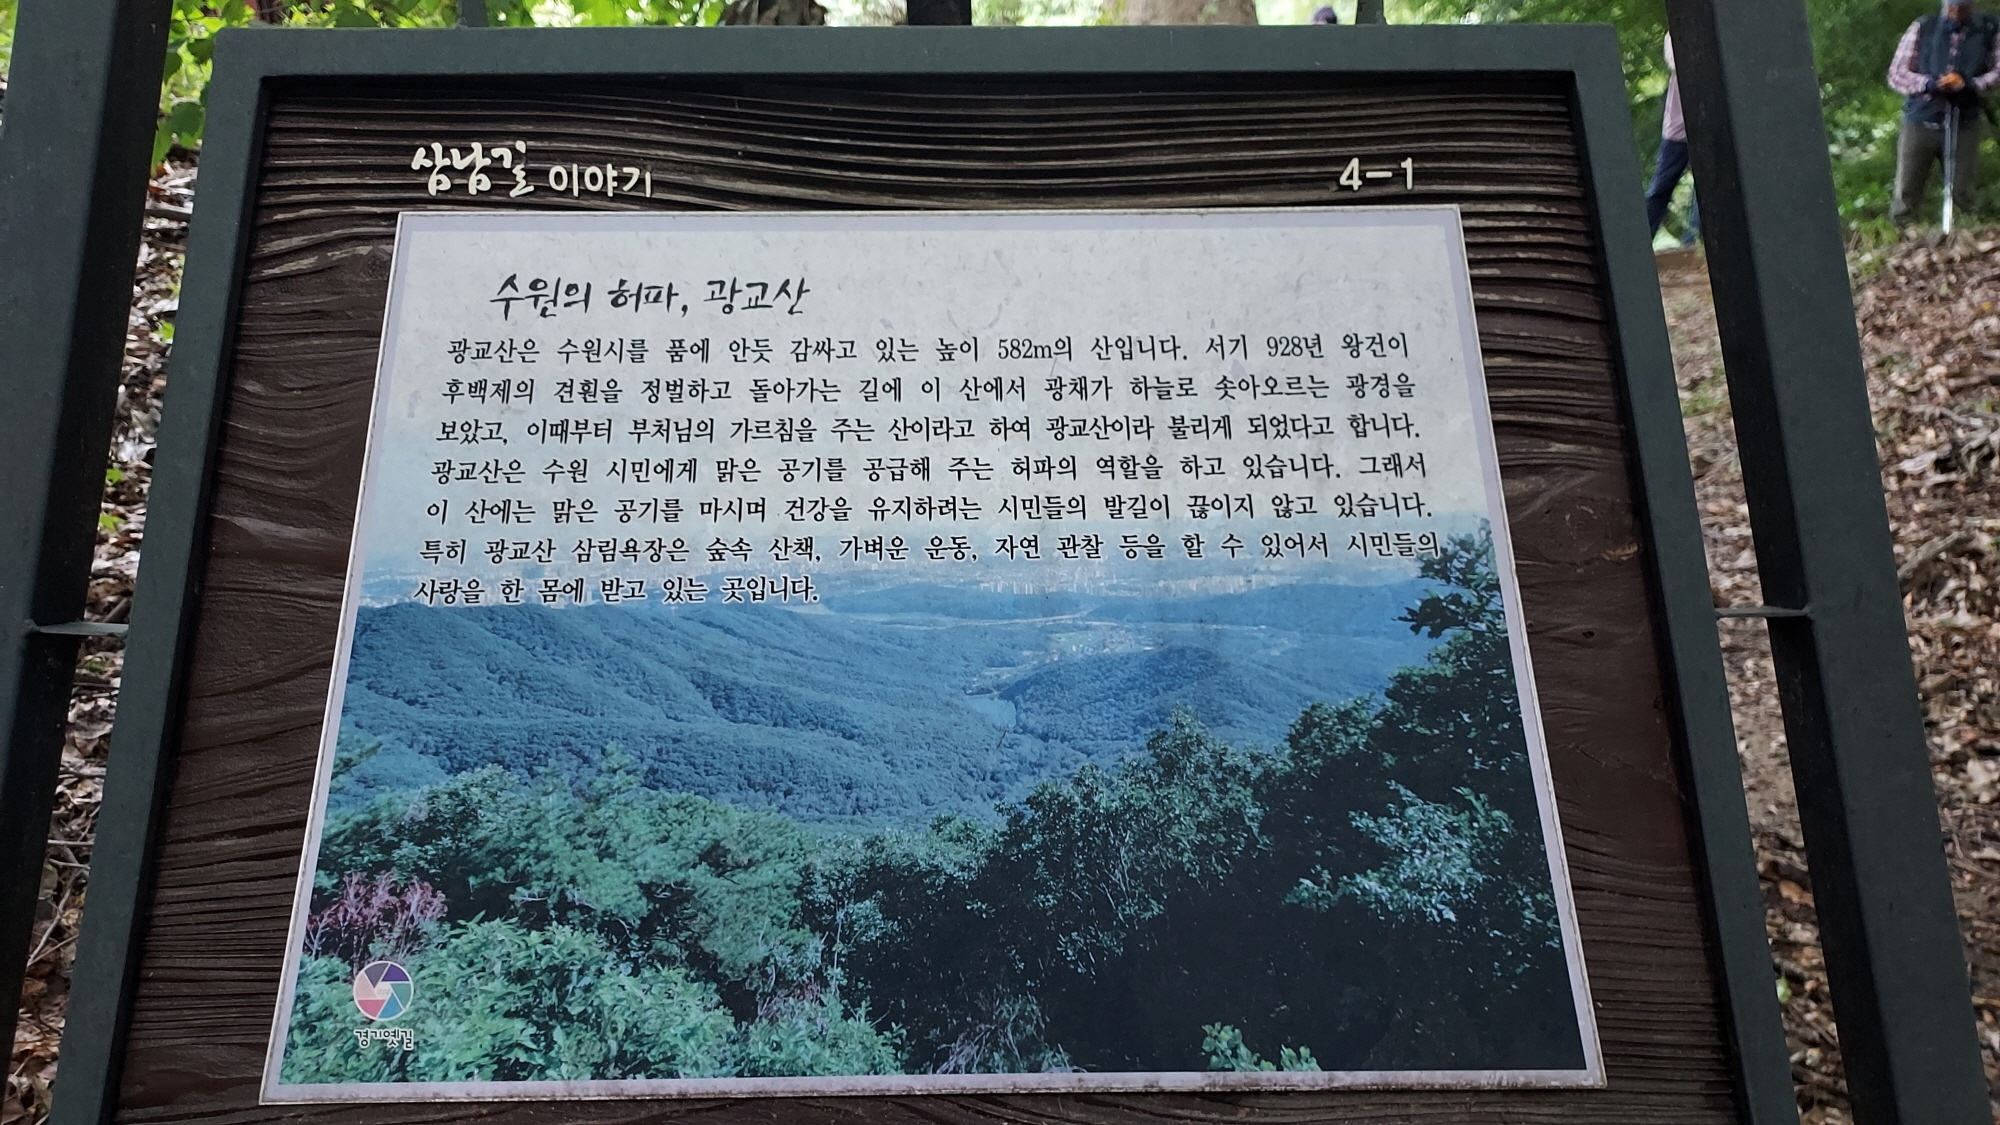 삼남길 이야기
4-1
수원의 허파, 광교산
광교산은 수원시를 품에 안듯 감싸고 있는 높이 582m의 산입니다. 서기 928년 왕건이
후백제의 견훤을 정벌하고 돌아가는 길에 이 산에서 광채가 하늘로 솟아오르는 광경을
보았고, 이때부터 부처님의 가르침을 주는 산이라고 하여 광교산이라 불리게 되었다고 합니다.
광교산은 수원 시민에게 맑은 공기를 공급해 주는 허파의 역할을 하고 있습니다. 그래서
이 산에는 맑은 공기를 마시며 건강을 유지하려는 시민들의 발길이 끊이지 않고 있습니다.
특히 광교산 삼림욕장은 숲속 산책, 가벼운 운동, 자연 관찰 등을 할 수 있어서 시민들의
사랑을 한 몸에 받고 있는 곳입니다.
경기옛길